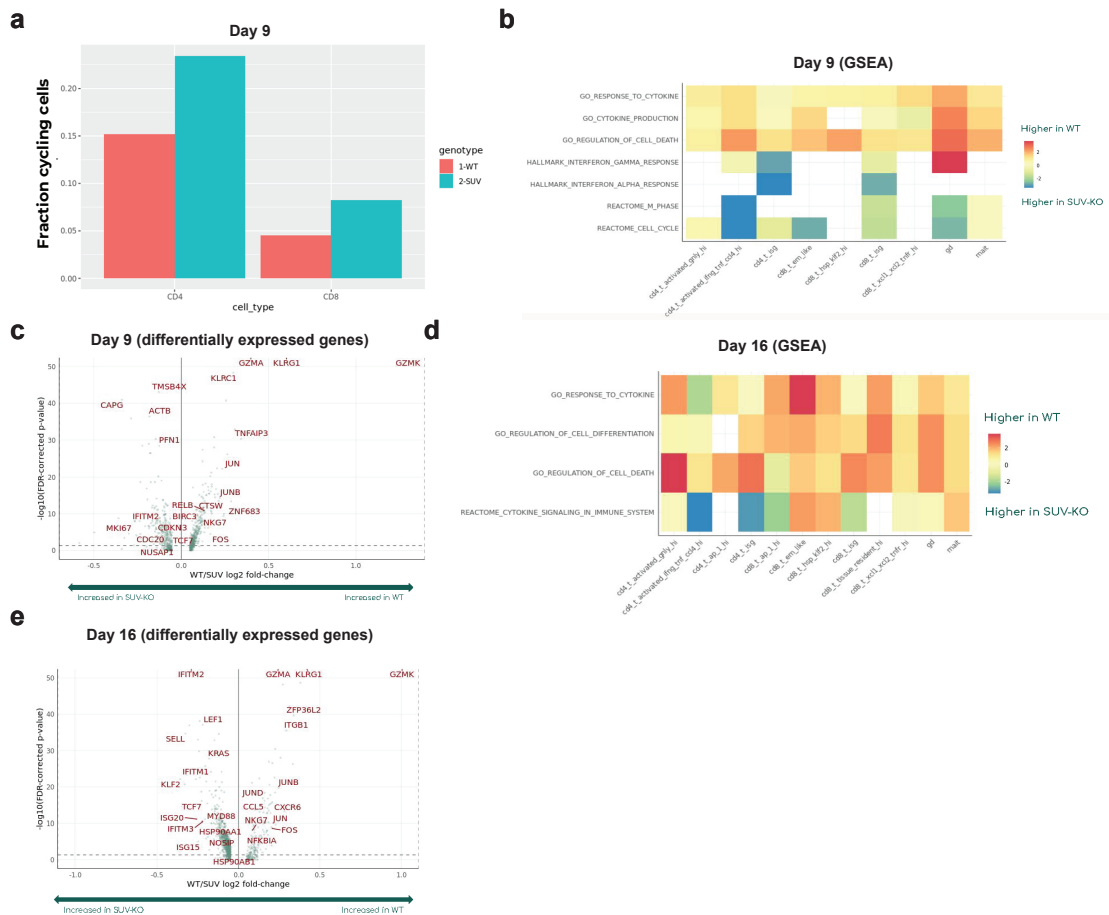 a
Day 9
Fraction cycling cells
0.20
0.15
0.10
0.05
0.00
CD4
CD8
cell_type
genotype
1-WT
2-SUV
b
Day 9 (GSEA)
GO_RESPONSE_TO_CYTOKINE
GO_CYTOKINE_PRODUCTION
GO_REGULATION_OF_CELL_DEATH
HALLMARK_INTERFERON_GAMMA_RESPONSE
HALLMARK_INTERFERON_ALPHA_RESPONSE
REACTOME_M_PHASE
REACTOME_CELL_CYCLE
cd4_t_activated_gnly_hi
cd4_t_activated_ifng_tnf_cd4_hi
cd4_t_isg
cd8_t_em_like
cd8_t_hsp_klf2_hi
cd8_t_isg
cd8_t_xcl1_xcl2_tnfr_hi
gd
mait
Higher in WT
2
0
-2
Higher in SUV-KO
c
Day 9 (differentially expressed genes)
-log10(FDR-corrected p-value)
50
40
30
20
10
0
GZMA
KLRG1
GZMK
KLRC1
TMSB4X
CAPG
ACTB
PFN1
TNFAIP3
JUN
JUNB
RELB
CTSW
ZNF683
IFITM2
BIRC3
NKG7
MKI67
CDKN3
CDC20
TCF7
FOS
NUSAP1
-0.5
0.0
0.5
1.0
WT/SUV log2 fold-change
Increased in SUV-KO
Increased in WT
d
Day 16 (GSEA)
GO_RESPONSE_TO_CYTOKINE
GO_REGULATION_OF_CELL_DIFFERENTIATION
GO_REGULATION_OF_CELL_DEATH
REACTOME_CYTOKINE_SIGNALING_IN_IMMUNE_SYSTEM
cd4_t_activated_gnly_hi
cd4_t_activated_ifng_tnf_cd4_hi
cd4_t_ap_1_hi
cd4_t_isg
cd8_t_ap_1_hi
cd8_t_em_like
cd8_t_hsp_klf2_hi
cd8_t_isg
cd8_t_tissue_resident_hi
cd8_t_xcl1_xcl2_tnfr_hi
gd
mait
Higher in WT
2
0
-2
Higher in SUV-KO
e
Day 16 (differentially expressed genes)
-log10(FDR-corrected p-value)
50
40
30
20
10
0
IFITM2
GZMA
KLRG1
GZMK
LEF1
ZFP36L2
ITGB1
SELL
KRAS
IFITM1
KLF2
JUNB
JUND
TCF7
CCL5
CXCR6
ISG20
MYD88
NKG7
JUN
IFITM3
HSP90AA1
FOS
NOSIP
NFKBIA
ISG15
HSP90AB1
-1.0
-0.5
0.0
0.5
1.0
WT/SUV log2 fold-change
Increased in SUV-KO
Increased in WT